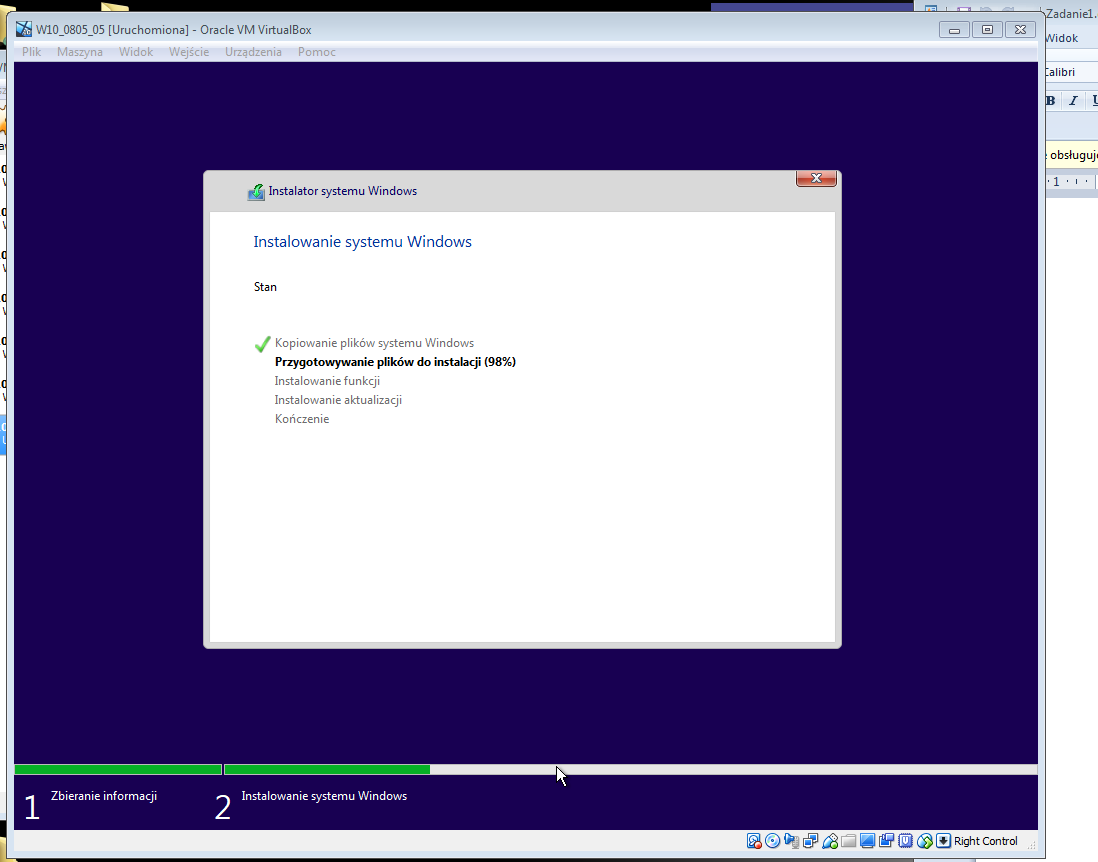 Zadanie1.
W10_0805_05 [Uruchomiona] - Oracle VM VirtualBox
Widok
Plik Maszyna Widok Wejście Urządzenia Pomoc
Calibri
B I U
obsługuje
1
Instalator systemu Windows
Instalowanie systemu Windows
Stan
Kopiowanie plików systemu Windows
Przygotowywanie plików do instalacji (98%)
Instalowanie funkcji
Instalowanie aktualizacji
Kończenie
1 Zbieranie informacji
2 Instalowanie systemu Windows
Right Control